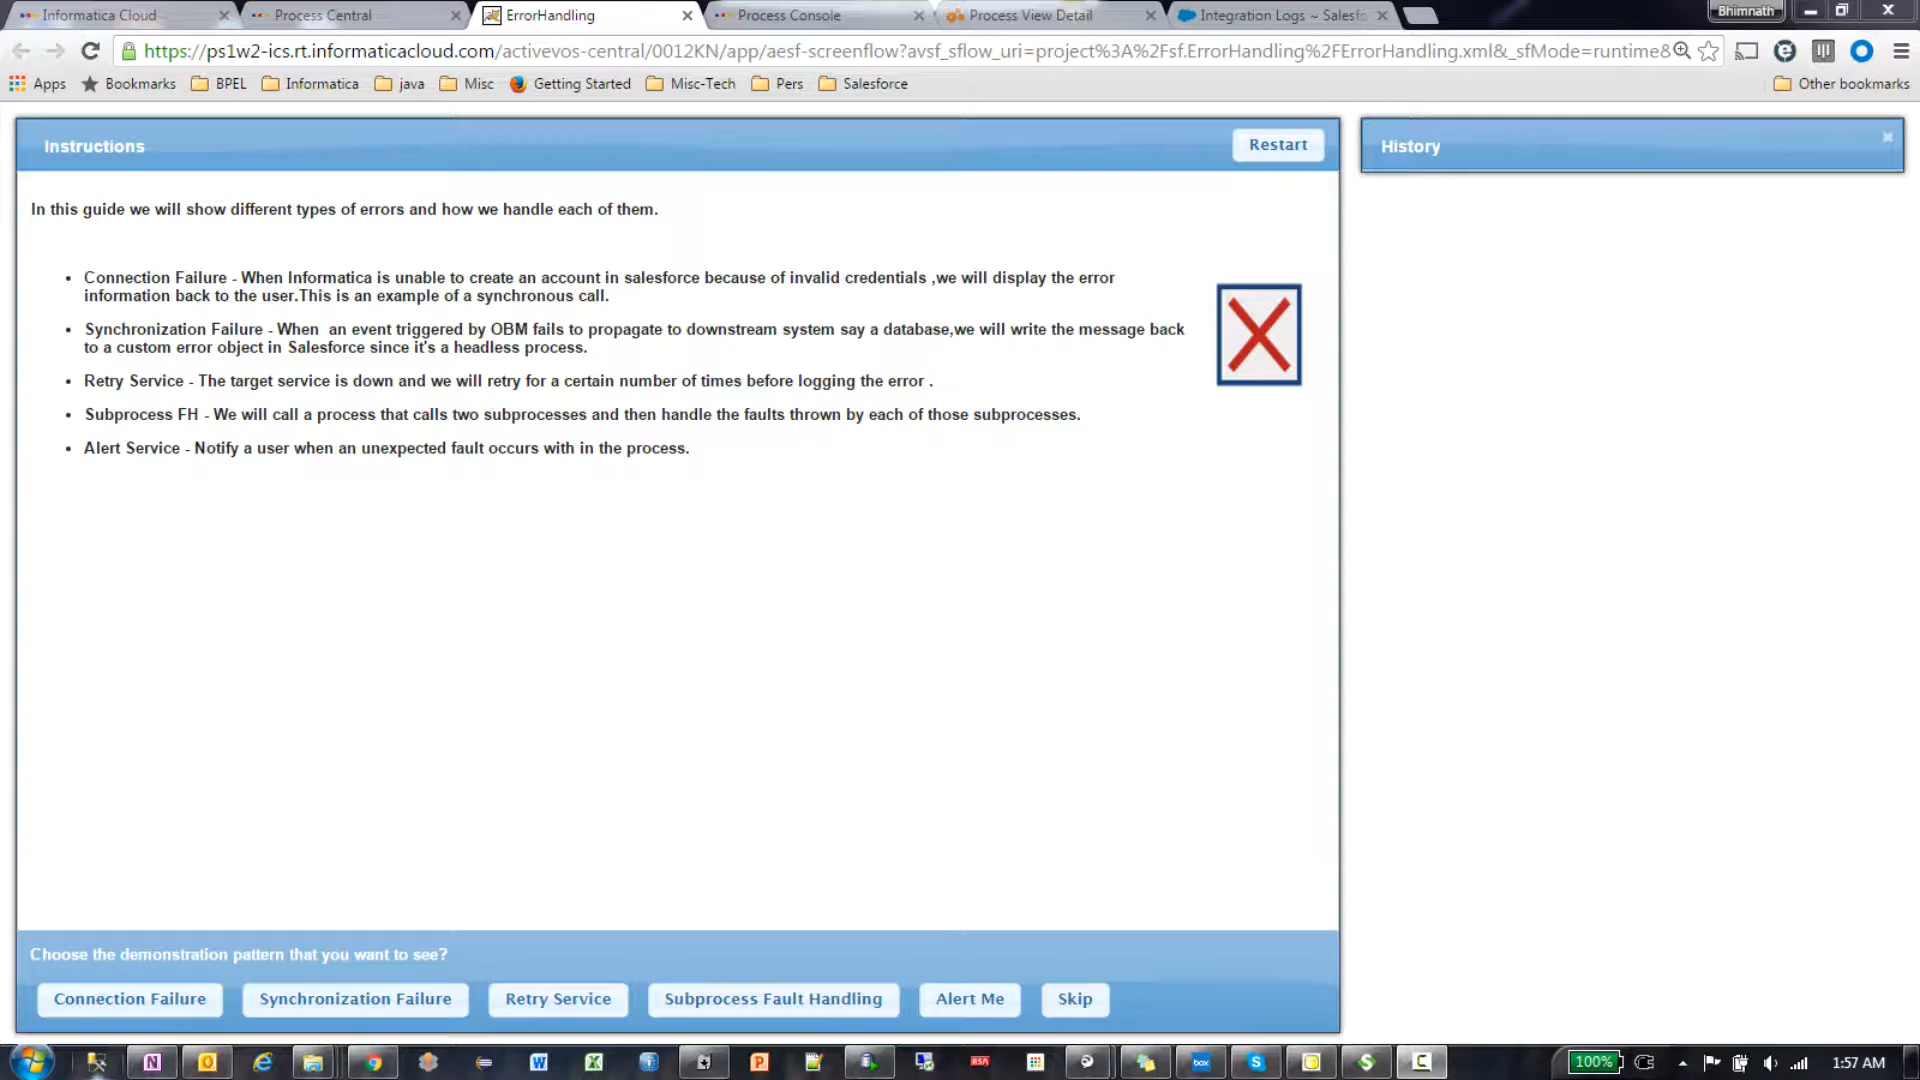 Informatica Cloud
Process Central
ErrorHandling
Process Console
Process View Detail
Integration Logs ~ Salesf
Bhimnath
https://ps1w2-ics.rt.informaticacloud.com/activevos-central/0012KN/app/aesf-screenflow?avsf_sflow_uri=project%3A%2Fsf.ErrorHandling%2FErrorHandling.xml&_sfMode=runtime&
Apps
Bookmarks
BPEL
Informatica
java
Misc
Getting Started
Misc-Tech
Pers
Salesforce
Other bookmarks
Instructions
Restart
History
In this guide we will show different types of errors and how we handle each of them.
• Connection Failure - When Informatica is unable to create an account in salesforce because of invalid credentials ,we will display the error
information back to the user.This is an example of a synchronous call.
• Synchronization Failure - When an event triggered by OBM fails to propagate to downstream system say a database,we will write the message back
to a custom error object in Salesforce since it's a headless process.
• Retry Service - The target service is down and we will retry for a certain number of times before logging the error .
• Subprocess FH - We will call a process that calls two subprocesses and then handle the faults thrown by each of those subprocesses.
• Alert Service - Notify a user when an unexpected fault occurs with in the process.
Choose the demonstration pattern that you want to see?
Connection Failure
Synchronization Failure
Retry Service
Subprocess Fault Handling
Alert Me
Skip
100%
1:57 AM